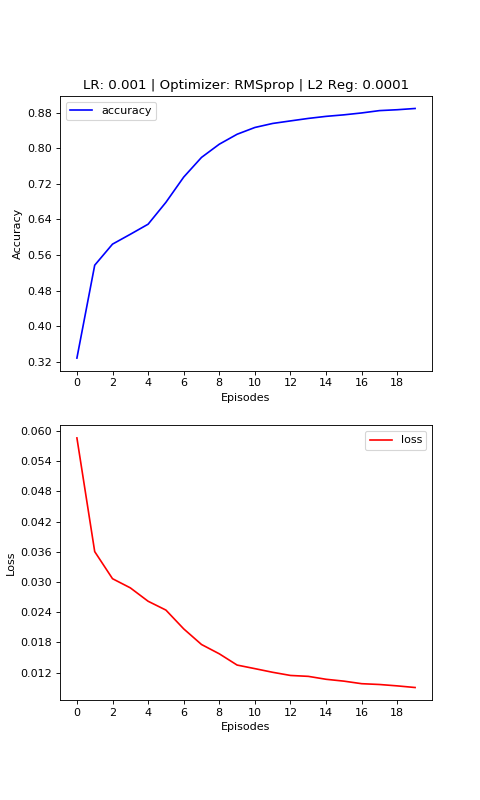 LR: 0.001 | Optimizer: RMSprop | L2 Reg: 0.0001
accuracy
0.88
0.80
0.72
0.64
0.56
0.48
0.40
0.32
Accuracy
0 2 4 6 8 10 12 14 16 18
Episodes
loss
0.060
0.054
0.048
0.042
0.036
0.030
0.024
0.018
0.012
Loss
0 2 4 6 8 10 12 14 16 18
Episodes